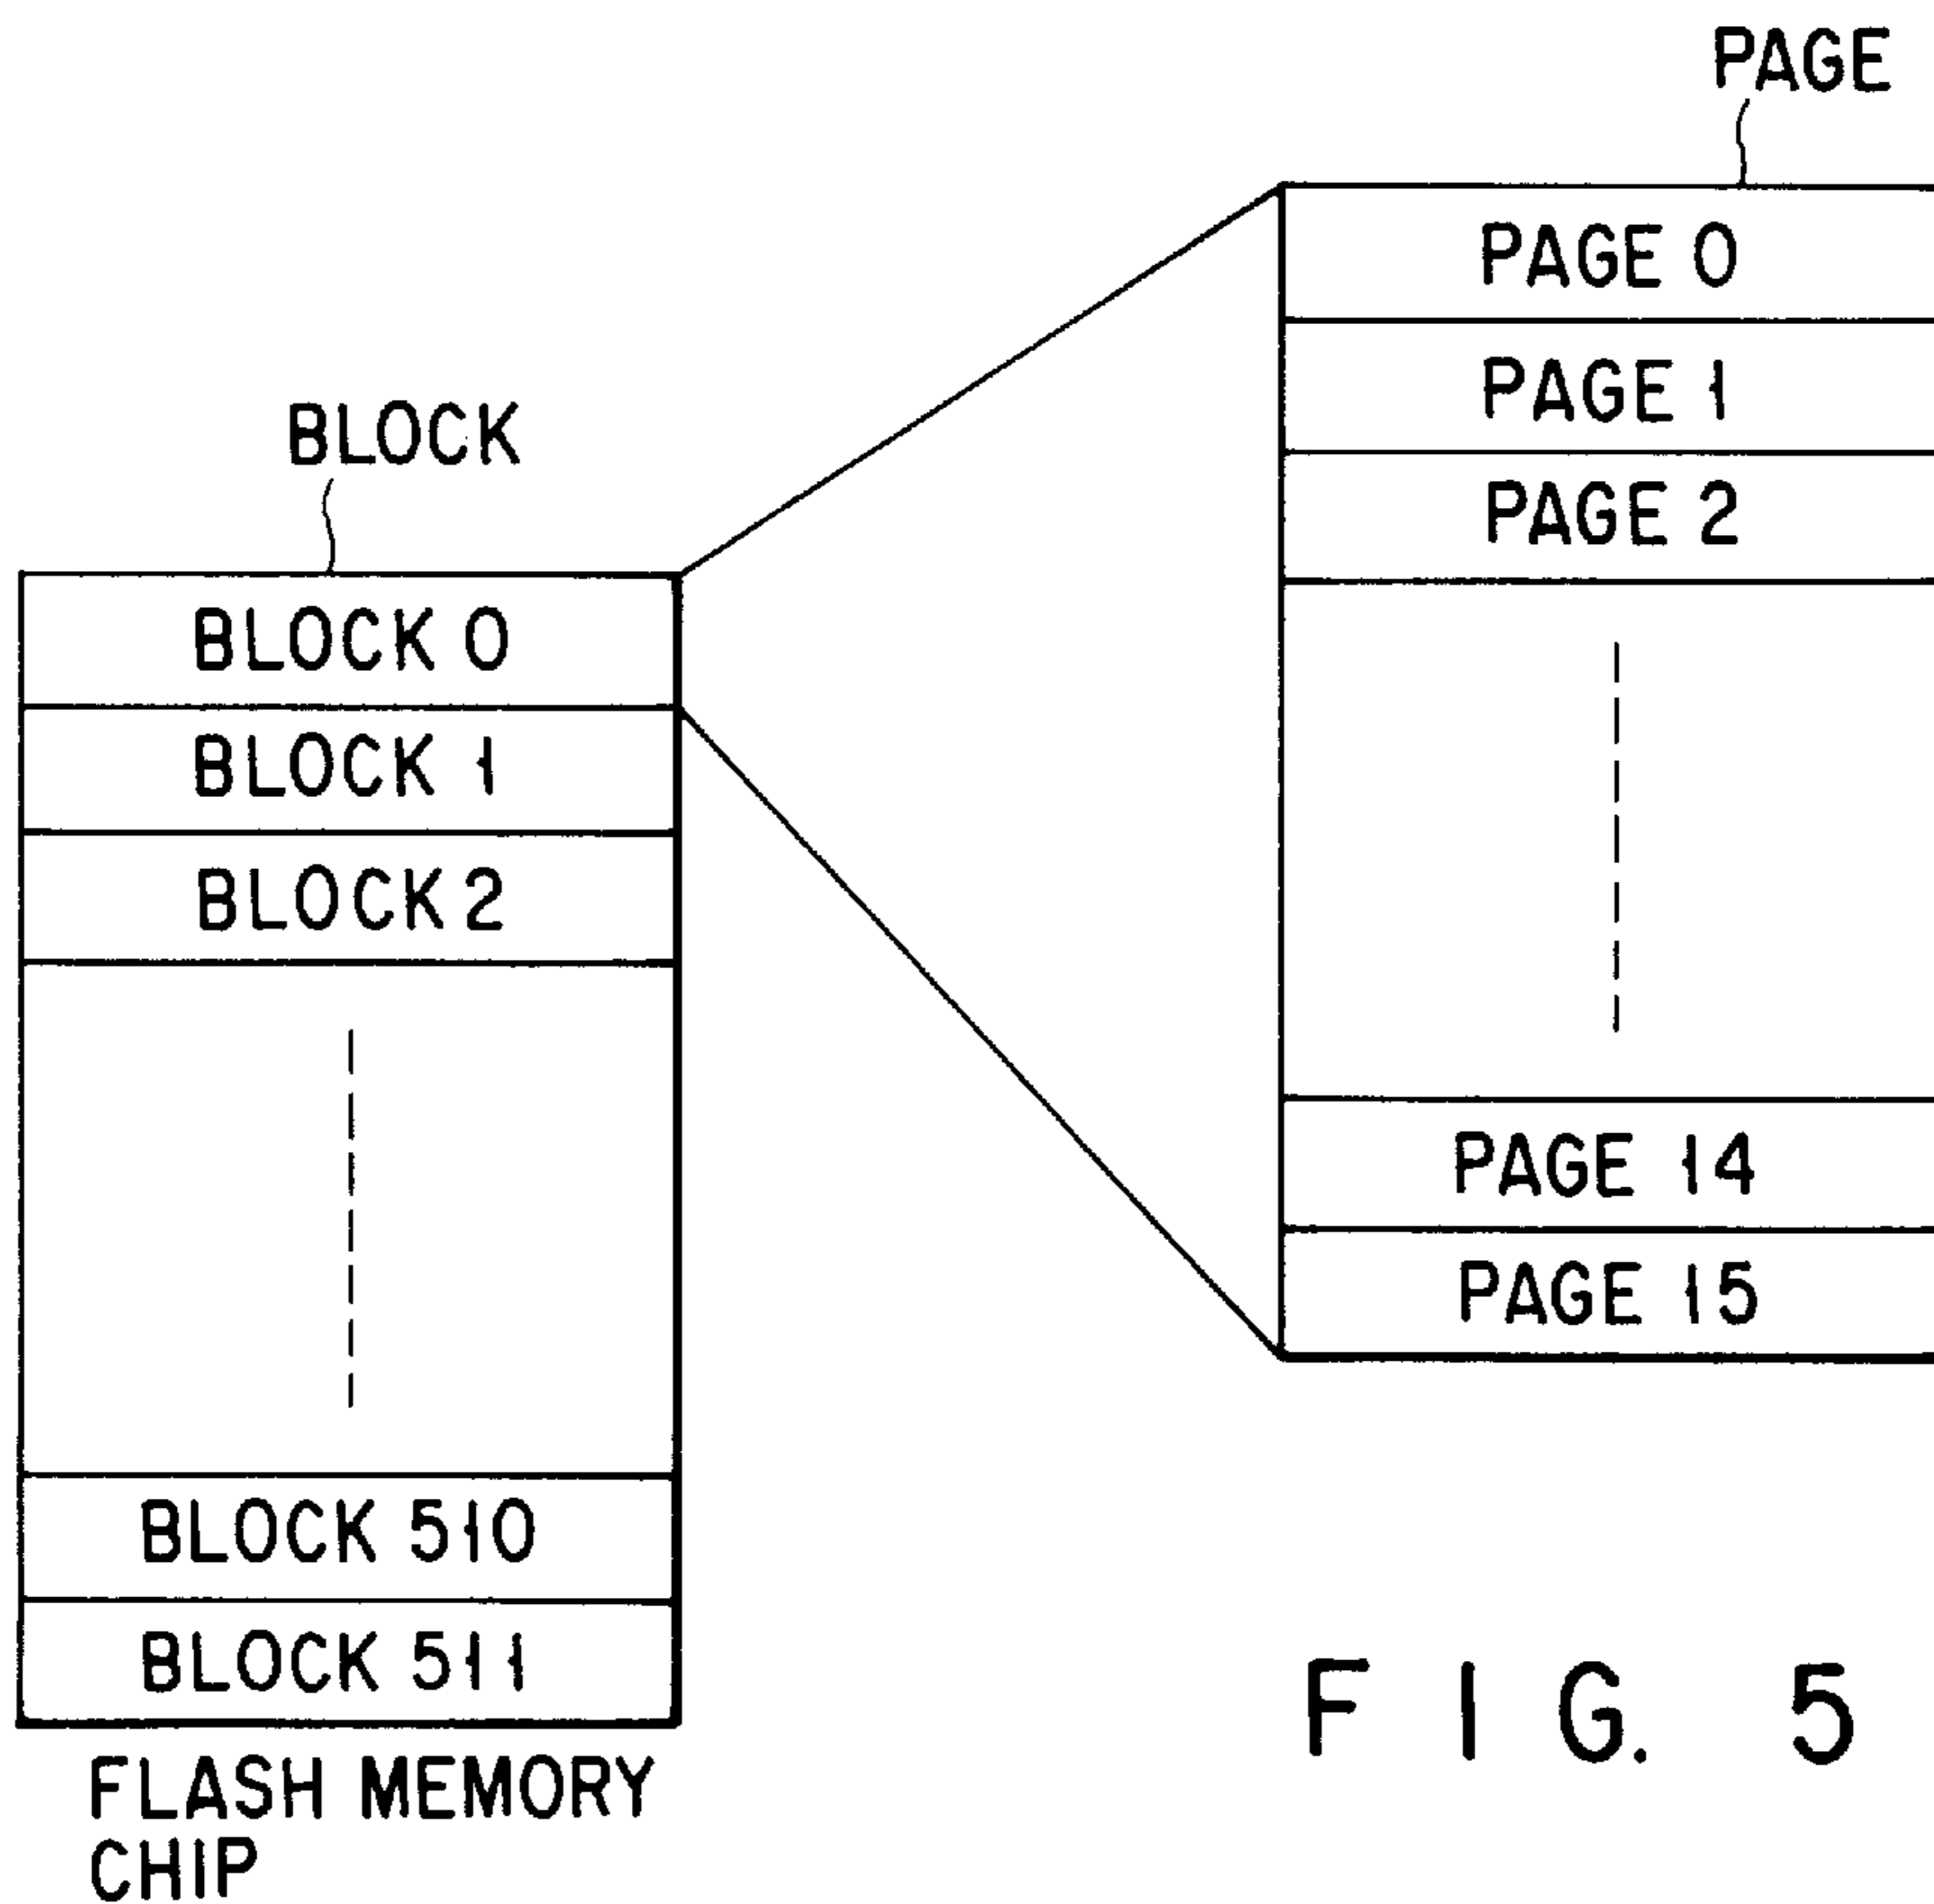 PAGE
PAGE 0
PAGE 1
PAGE 2
PAGE 14
PAGE 15
BLOCK
BLOCK 0
BLOCK 1
BLOCK 2
BLOCK 510
BLOCK 511
FLASH MEMORY
CHIP
FIG. 5